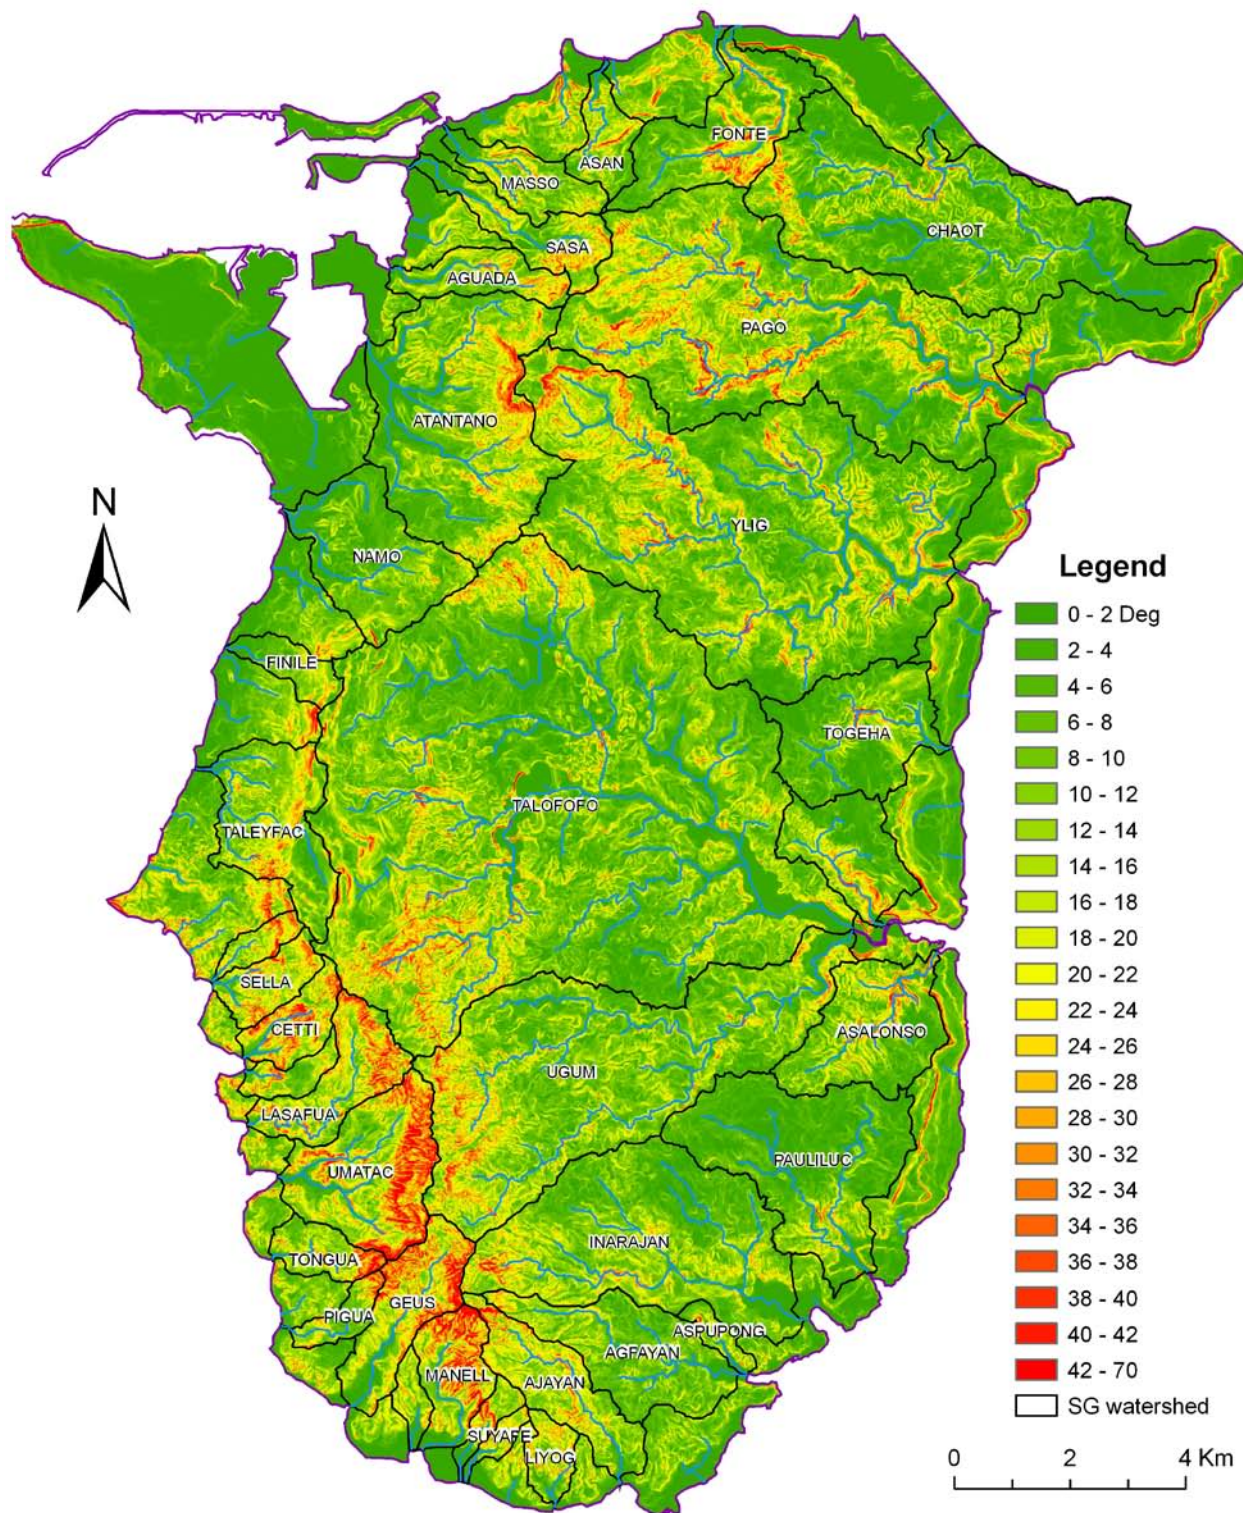 FONTE
ASAN
MASSO
CHAOT
SASA
AGUADA
PAGO
ATANTANO
YLIG
N
NAMO
FINILE
TOGEHA
TALOFOFO
TALEYFAC
SELLA
CETTI
ASALONSO
UGUM
LASAFUA
PAULILUC
UMATAC
INARAJAN
TONGUA
GEUS
PIGUA
ASPUPONG
AGFAYAN
MANELL
AJAYAN
SUYAFE
LIYOG
Legend
0 - 2 Deg
2 - 4
4 - 6
6 - 8
8 - 10
10 - 12
12 - 14
14 - 16
16 - 18
18 - 20
20 - 22
22 - 24
24 - 26
26 - 28
28 - 30
30 - 32
32 - 34
34 - 36
36 - 38
38 - 40
40 - 42
42 - 70
SG watershed
0 2 4 Km